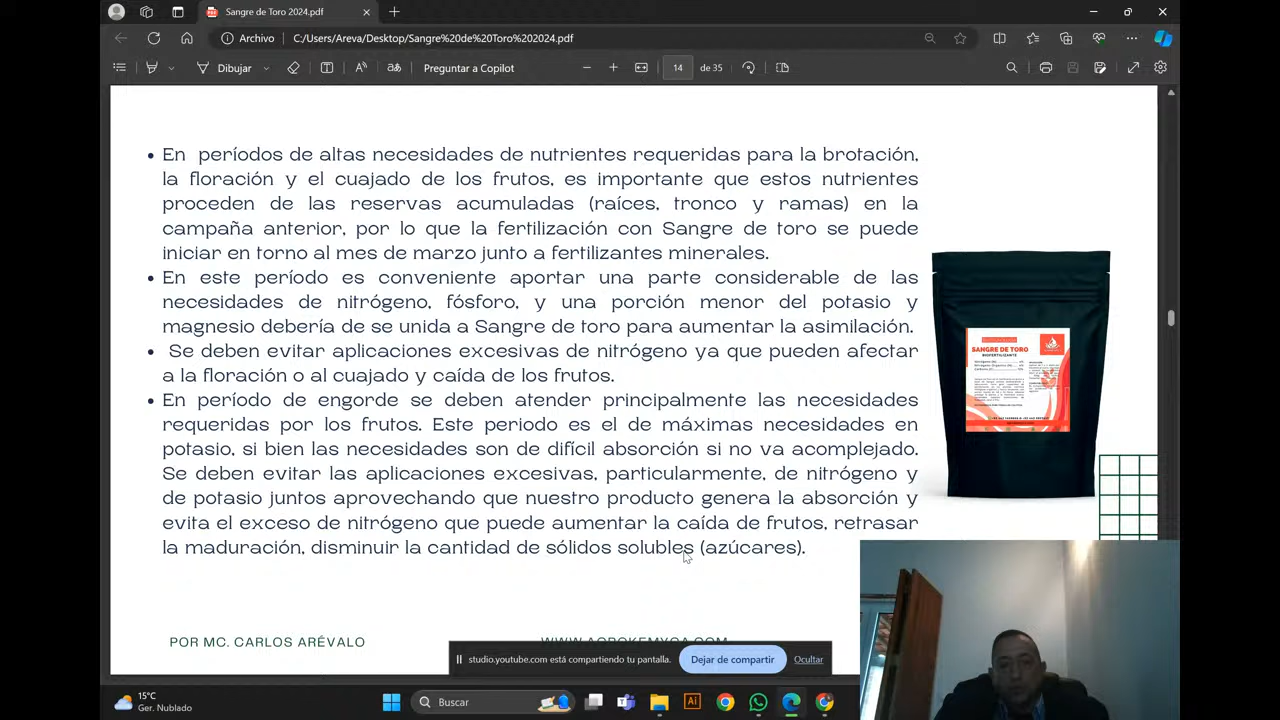 Sangre de Toro 2024.pdf
Archivo
C:/Users/Areva/Desktop/Sangre%20de%20Toro%202024.pdf
Dibujar
Preguntar a Copilot
14 de 35
• En períodos de altas necesidades de nutrientes requeridas para la brotación,
la floración y el cuajado de los frutos, es importante que estos nutrientes
proceden de las reservas acumuladas (raíces, tronco y ramas) en la
campaña anterior, por lo que la fertilización con Sangre de toro se puede
iniciar en torno al mes de marzo junto a fertilizantes minerales.
• En este período es conveniente aportar una parte considerable de las
necesidades de nitrógeno, fósforo, y una porción menor del potasio y
magnesio debería de se unida a Sangre de toro para aumentar la asimilación.
• Se deben evitar aplicaciones excesivas de nitrógeno ya que pueden afectar
a la floración, al cuajado y caída de los frutos.
• En período de engorde se deben atender principalmente las necesidades
requeridas por los frutos. Este periodo es el de máximas necesidades en
potasio, si bien las necesidades son de difícil absorción si no va acomplejado.
Se deben evitar las aplicaciones excesivas, particularmente, de nitrógeno y
de potasio juntos aprovechando que nuestro producto genera la absorción y
evita el exceso de nitrógeno que puede aumentar la caída de frutos, retrasar
la maduración, disminuir la cantidad de sólidos solubles (azúcares).
SANGRE DE TORO
BIOFERTILIZANTE
POR MC. CARLOS ARÉVALO
WWW.AGROKEMYCA.COM
studio.youtube.com está compartiendo tu pantalla.
Dejar de compartir
Ocultar
15°C
Ger. Nublado
Buscar